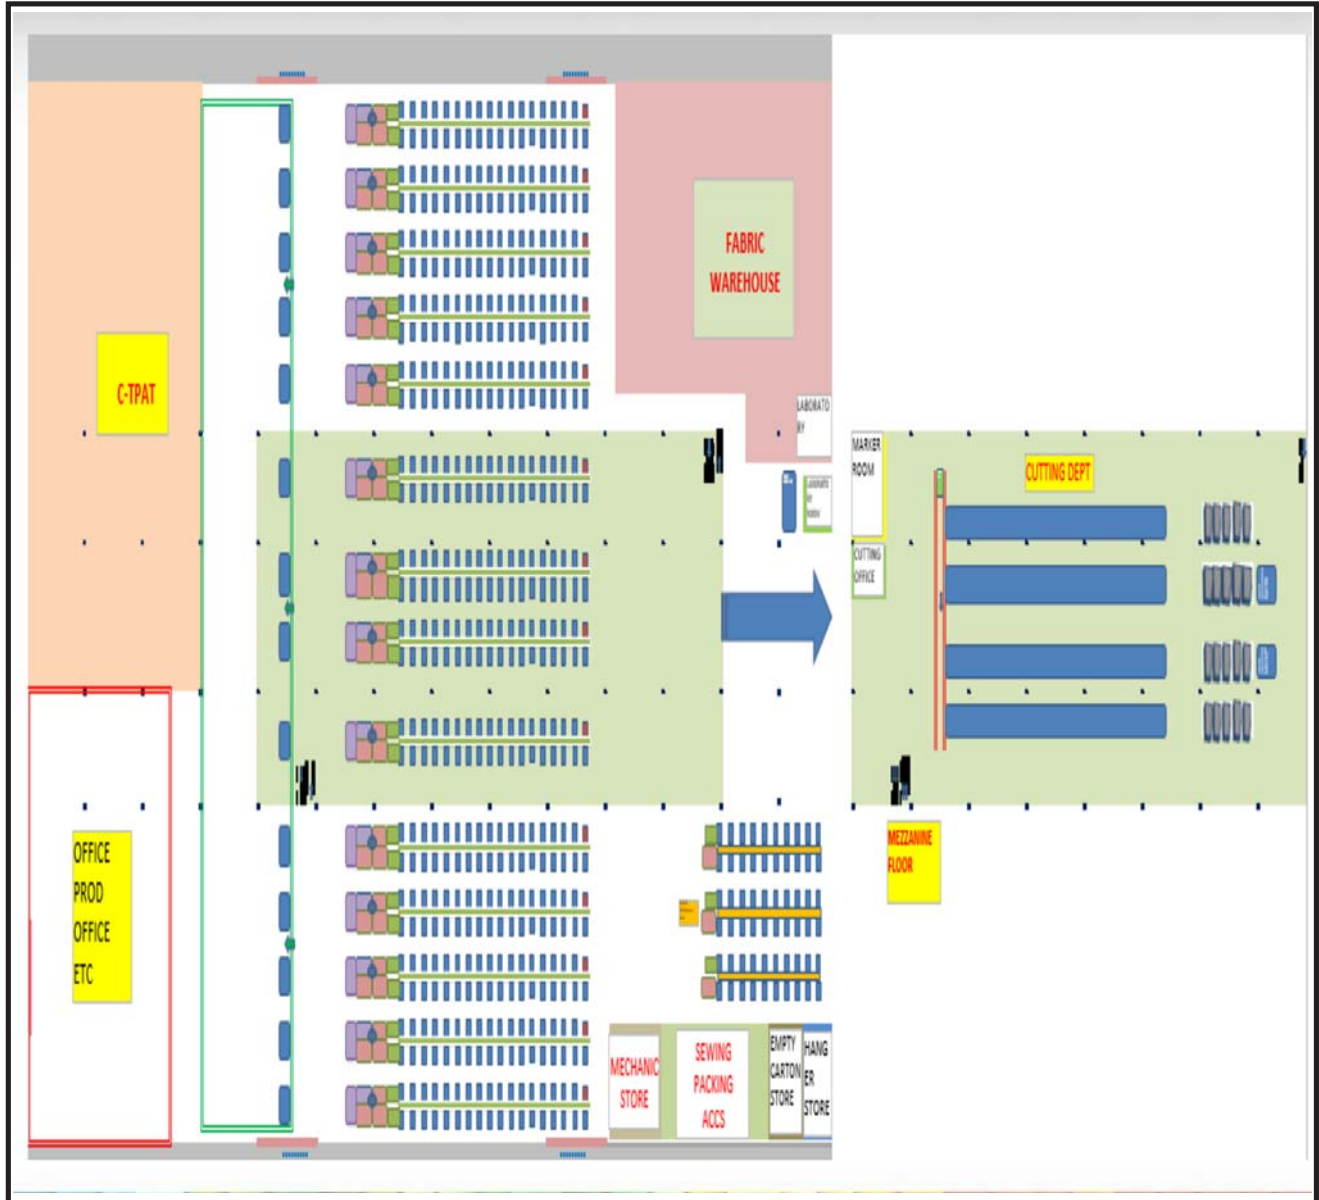 FABRIC
WAREHOUSE
C-TPAT
LABORATO
RY
MARKER
ROOM
CUTTING DEPT
CUTTING
OFFICE
MEZZANINE
FLOOR
OFFICE
PROD
OFFICE
ETC
MECHANIC
STORE
SEWING
PACKING
ACCS
EMPTY
CARTON
STORE
HANG
ER
STORE